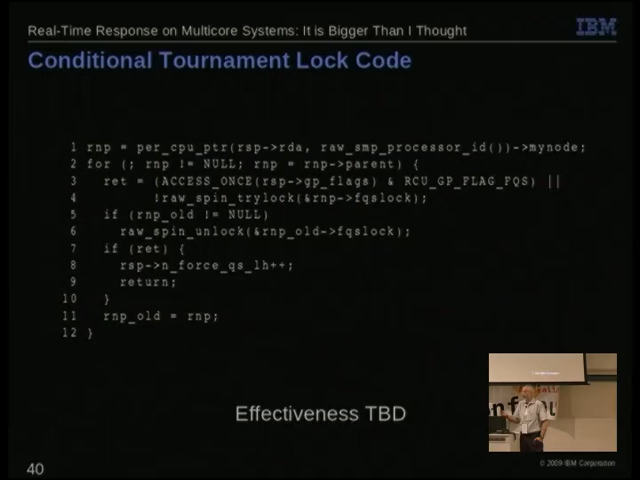 Real-Time Response on Multicore Systems: It is Bigger Than I Thought
IBM
Conditional Tournament Lock Code
1 rnp = per_cpu_ptr(rsp->rda, raw_smp_processor_id())->mynode;
2 for (; rnp != NULL; rnp = rnp->parent) {
3 ret = (ACCESS_ONCE(rsp->gp_flags) & RCU_GP_FLAG_FQS) ||
4 !raw_spin_trylock(&rnp->fqslock);
5 if (rnp_old != NULL)
6 raw_spin_unlock(&rnp_old->fqslock);
7 if (ret) {
8 rsp->n_force_qs_lh++;
9 return;
10 }
11 rnp_old = rnp;
12 }
Effectiveness TBD
40
© 2009 IBM Corporation